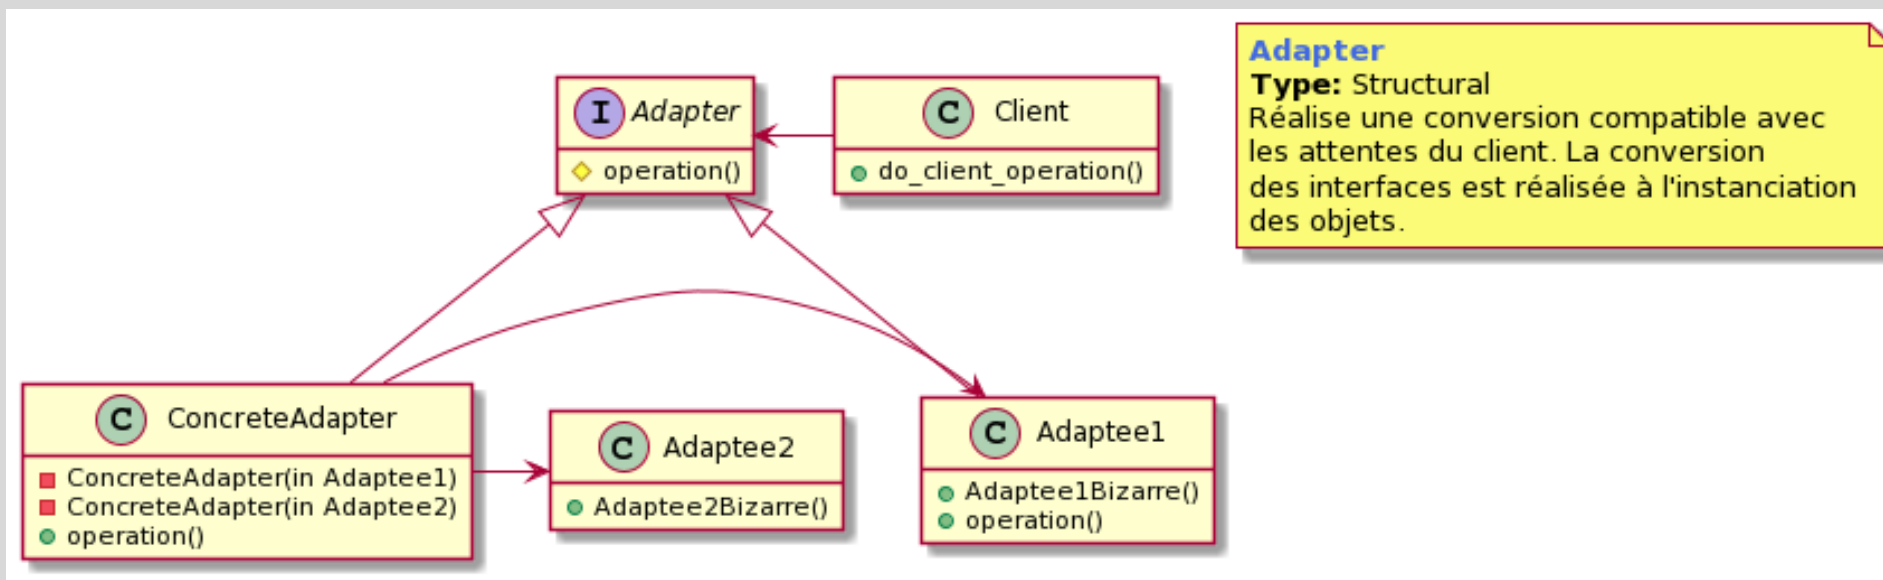 I Adapter
operation()
C Client
do_client_operation()
Adapter
Type: Structural
Réalise une conversion compatible avec
les attentes du client. La conversion
des interfaces est réalisée à l'instanciation
des objets.
C ConcreteAdapter
ConcreteAdapter(in Adaptee1)
ConcreteAdapter(in Adaptee2)
operation()
C Adaptee2
Adaptee2Bizarre()
C Adaptee1
Adaptee1Bizarre()
operation()